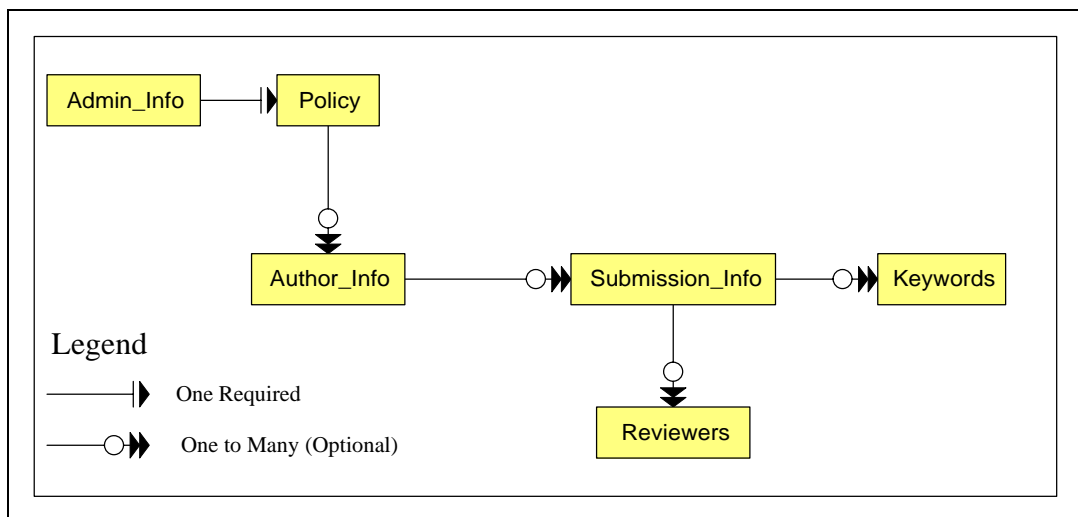 Admin_Info
Policy
Author_Info
Submission_Info
Keywords
Legend
One Required
One to Many (Optional)
Reviewers